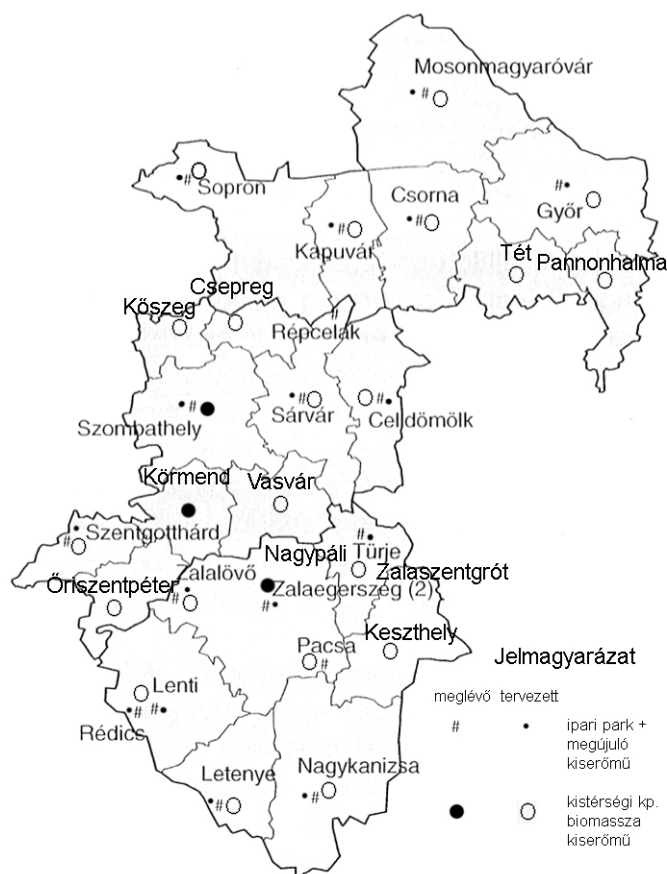 Mosonmagyaróvár
#
Sopron
#
Csorna
#
Győr
#
Kapuvár
#
Tét
Pannonhalma
Csepreg
Kőszeg
Répcelak
#
Szombathely
#
Sárvár
#
Celldömölk
#
Körmend
Vasvár
Szentgotthárd
#
Nagypáli
Türje
#
Zalalövő
#
Zalaszentgrót
Őriszentpéter
Zalaegerszeg (2)
#
Keszthely
Pacsa
#
Lenti
# #
Rédics
Letenye
#
Nagykanizsa
#
Jelmagyarázat
meglévő tervezett
# ipari park +
megújuló
kiserőmű
kistérségi kp.
biomassza
kiserőmű